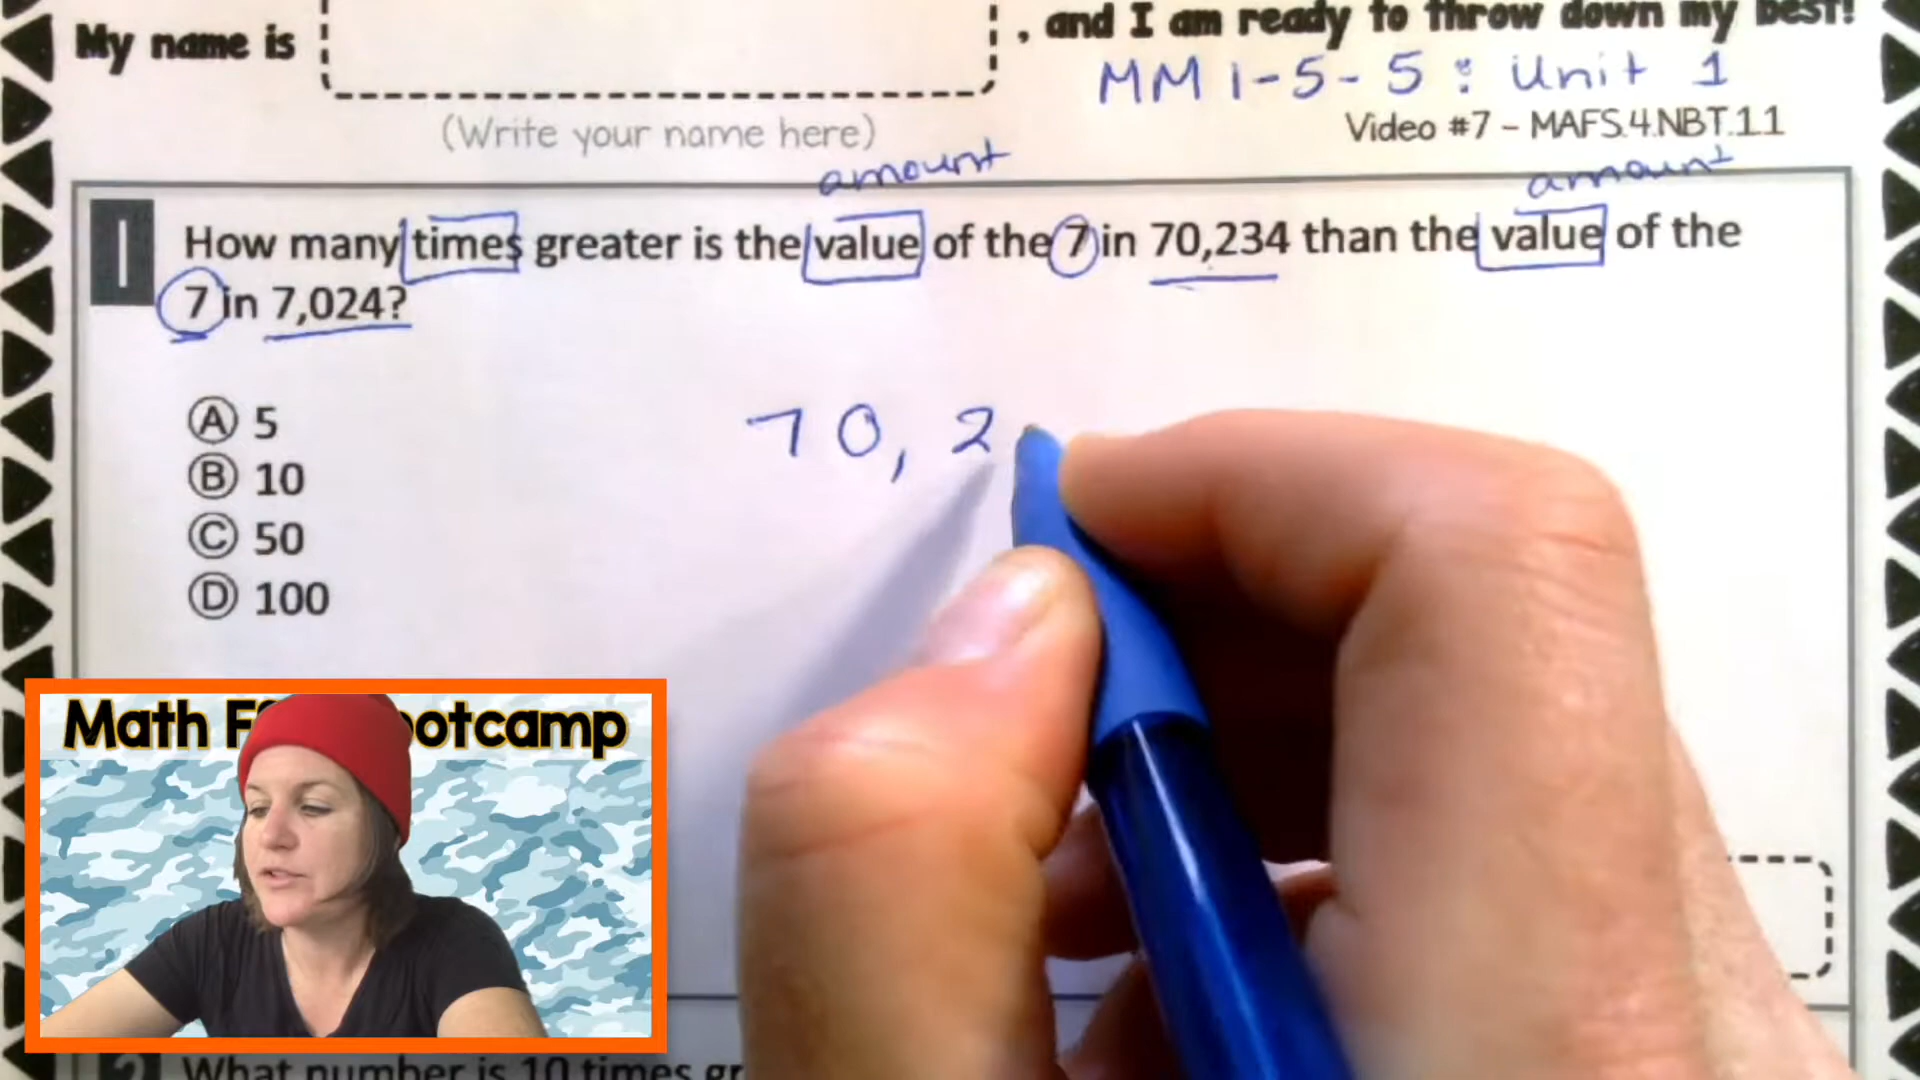 My name is , and I am ready to throw down my best!
MM 1-5-5: Unit 1
(Write your name here)
Video #7 – MAFS.4.NBT.1.1
amount amount
1 How many times greater is the value of the 7 in 70,234 than the value of the
7 in 7,024?
A 5
B 10
C 50
D 100
70,2
Math F ootcamp
2 What number is 10 times gr